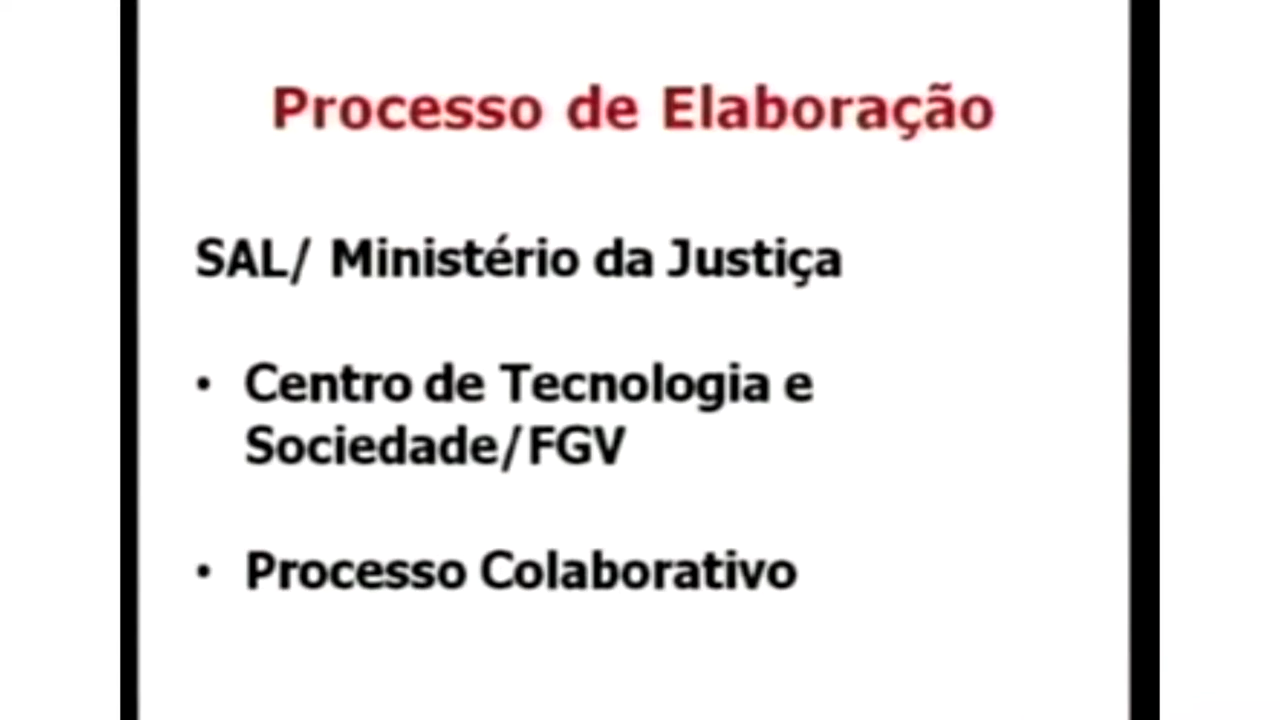 Processo de Elaboração
SAL/ Ministério da Justiça
• Centro de Tecnologia e
Sociedade/FGV
• Processo Colaborativo